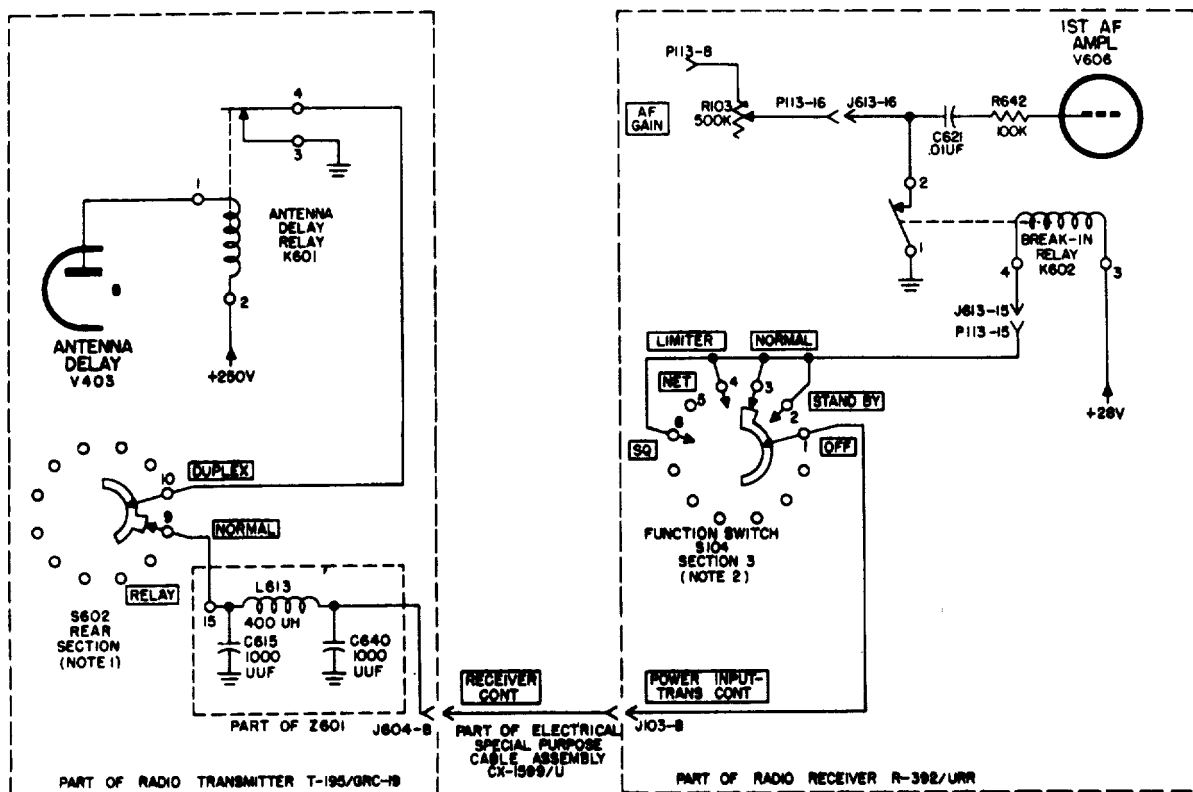 4
3
1
ANTENNA
DELAY
RELAY
K601
2
+250V
ANTENNA
DELAY
V403
10
DUPLEX
9
NORMAL
RELAY
S602
REAR
SECTION
(NOTE 1)
15
L613
400 UH
C615
1000
UUF
C640
1000
UUF
PART OF Z601
J604-B
PART OF RADIO TRANSMITTER T-195/GRC-19
RECEIVER
CONT
PART OF ELECTRICAL
SPECIAL PURPOSE
CABLE ASSEMBLY
CX-1599/U
1ST AF
AMPL
V606
P113-8
AF
GAIN
R103
500K
P113-16
J613-16
C621
.01UF
R642
100K
2
1
BREAK-IN
RELAY
K602
4
3
J613-15
P113-15
+28V
LIMITER
NORMAL
NET
STAND BY
SQ
OFF
5
4
3
2
1
FUNCTION SWITCH
S104
SECTION 3
(NOTE 2)
POWER INPUT-
TRANS CONT
J103-B
PART OF RADIO RECEIVER R-392/URR